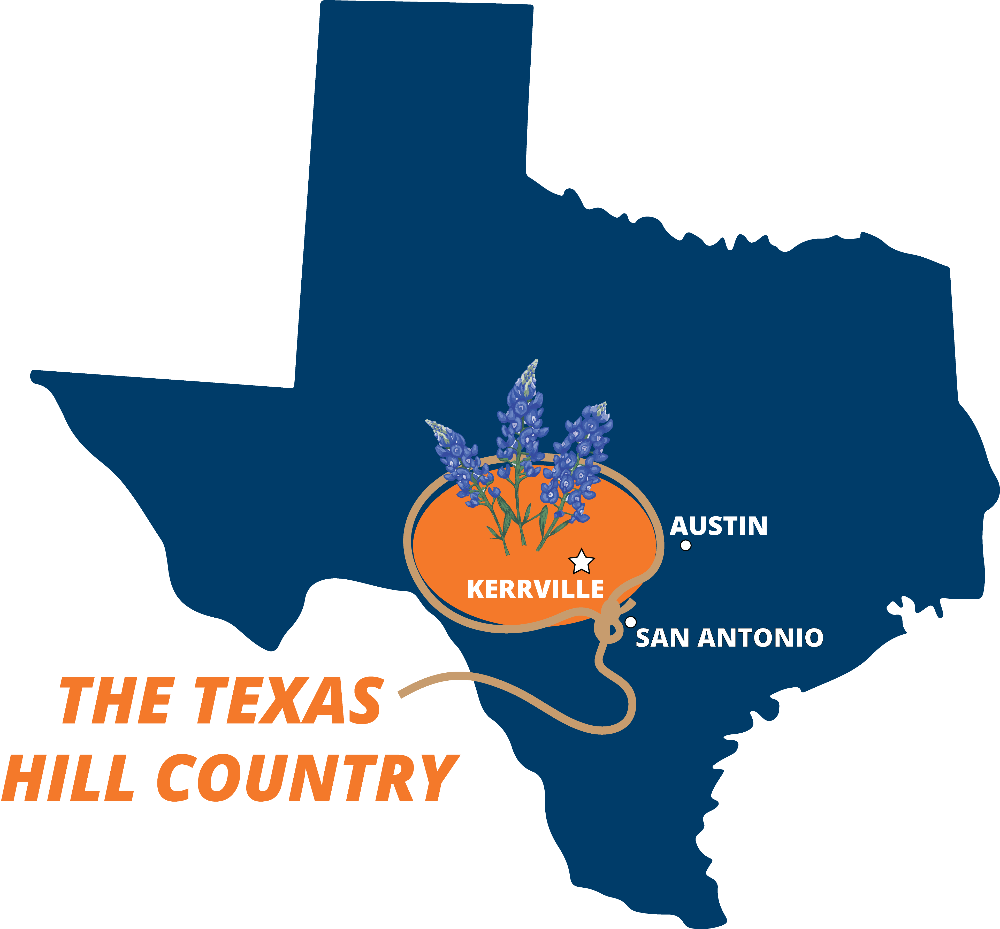 AUSTIN
KERRVILLE
SAN ANTONIO
THE TEXAS
HILL COUNTRY